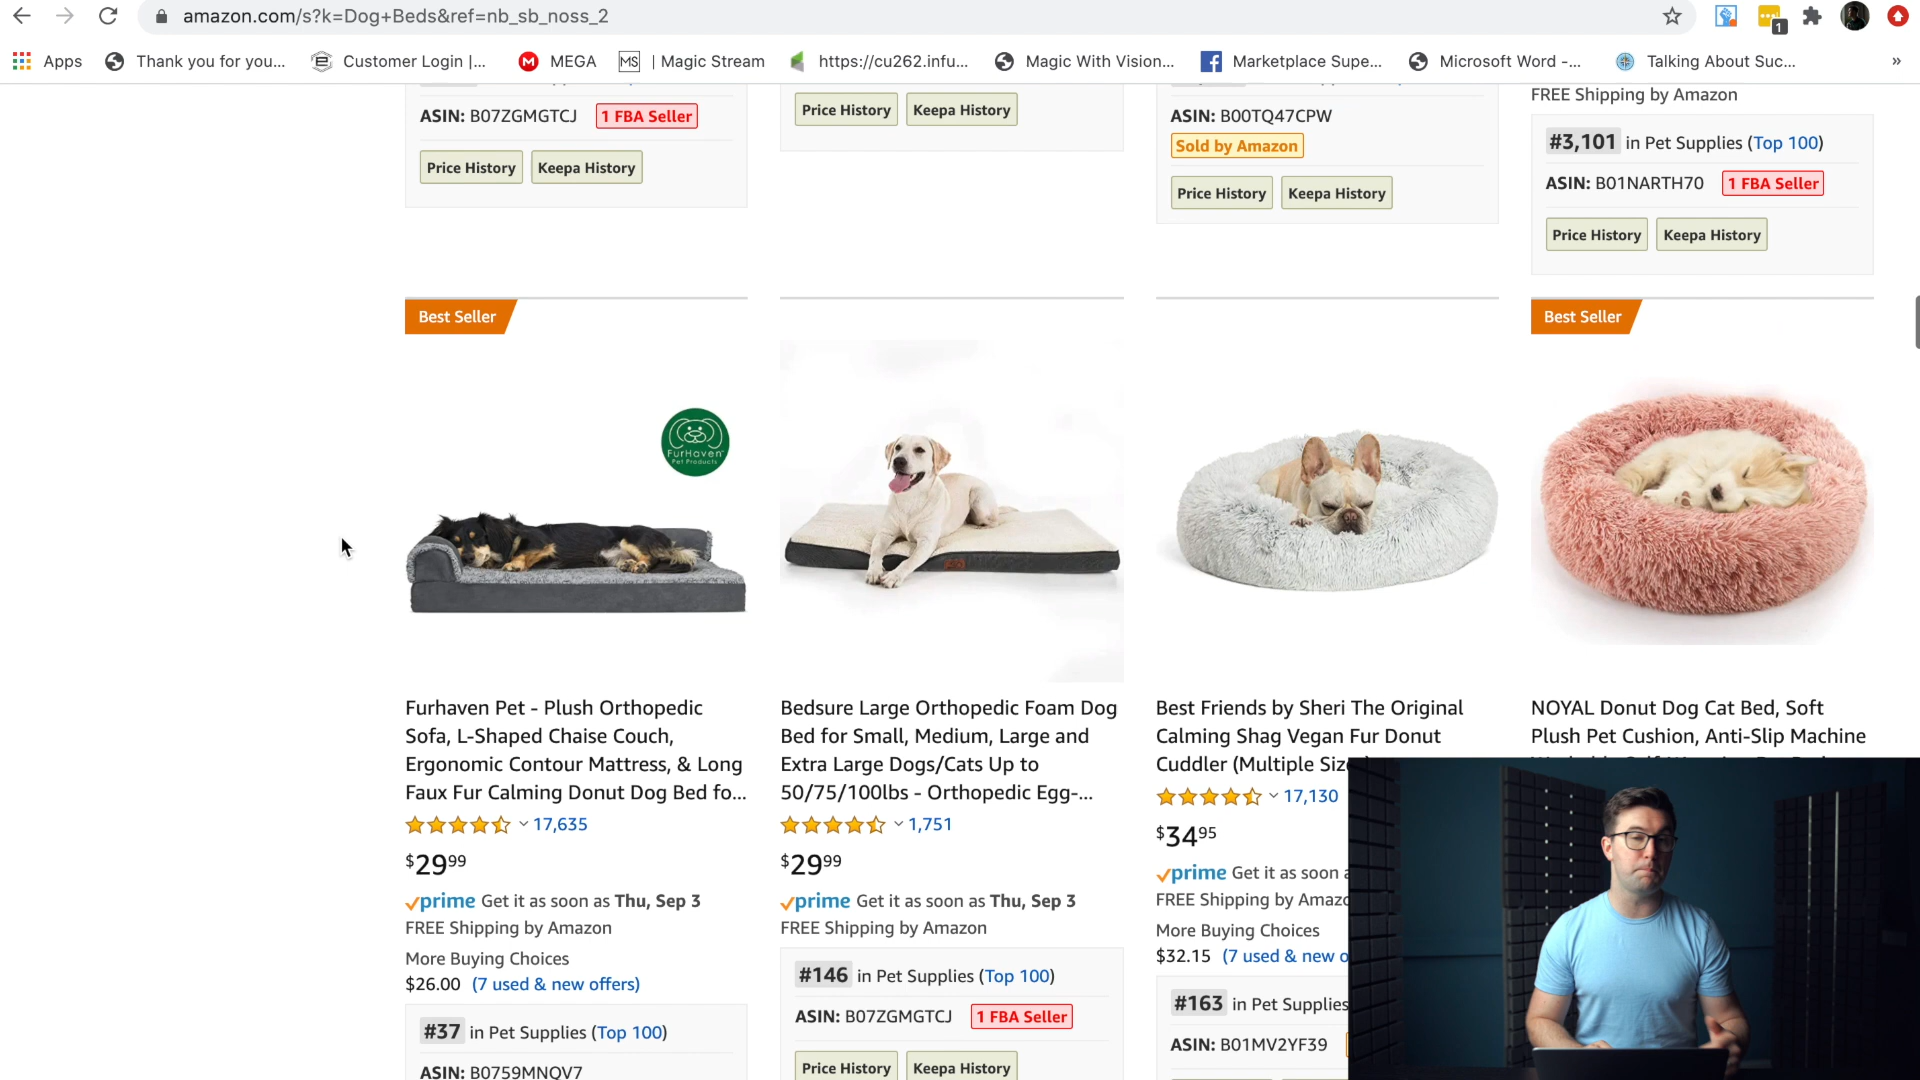 amazon.com/s?k=Dog+Beds&ref=nb_sb_noss_2
1
Apps
Thank you for you...
Customer Login |...
MEGA
MS | Magic Stream
https://cu262.infu...
Magic With Vision...
Marketplace Supe...
Microsoft Word -...
Talking About Suc...
»
ASIN: B07ZGMGTCJ 1 FBA Seller
Price History Keepa History
Price History Keepa History
ASIN: B00TQ47CPW
Sold by Amazon
Price History Keepa History
FREE Shipping by Amazon
#3,101 in Pet Supplies (Top 100)
ASIN: B01NARTH70 1 FBA Seller
Price History Keepa History
Best Seller
FurHaven
Pet Products
Furhaven Pet - Plush Orthopedic
Sofa, L-Shaped Chaise Couch,
Ergonomic Contour Mattress, & Long
Faux Fur Calming Donut Dog Bed fo...
17,635
$29 99
prime Get it as soon as Thu, Sep 3
FREE Shipping by Amazon
More Buying Choices
$26.00 (7 used & new offers)
#37 in Pet Supplies (Top 100)
ASIN: B0759MNQV7
Bedsure Large Orthopedic Foam Dog
Bed for Small, Medium, Large and
Extra Large Dogs/Cats Up to
50/75/100lbs - Orthopedic Egg-...
1,751
$29 99
prime Get it as soon as Thu, Sep 3
FREE Shipping by Amazon
#146 in Pet Supplies (Top 100)
ASIN: B07ZGMGTCJ 1 FBA Seller
Price History Keepa History
Best Friends by Sheri The Original
Calming Shag Vegan Fur Donut
Cuddler (Multiple Size
17,130
$34 95
prime Get it as soon a
FREE Shipping by Amazo
More Buying Choices
$32.15 (7 used & new o
#163 in Pet Supplies
ASIN: B01MV2YF39
Best Seller
NOYAL Donut Dog Cat Bed, Soft
Plush Pet Cushion, Anti-Slip Machine